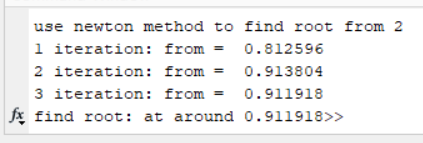 use newton method to find root from 2
1 iteration: from =  0.812596
2 iteration: from =  0.913804
3 iteration: from =  0.911918
fx find root: at around 0.911918>>